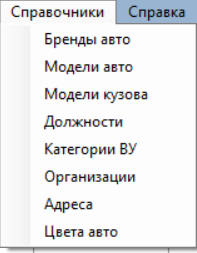 Справочники Справка
Бренды авто
Модели авто
Модели кузова
Должности
Категории ВУ
Организации
Адреса
Цвета авто